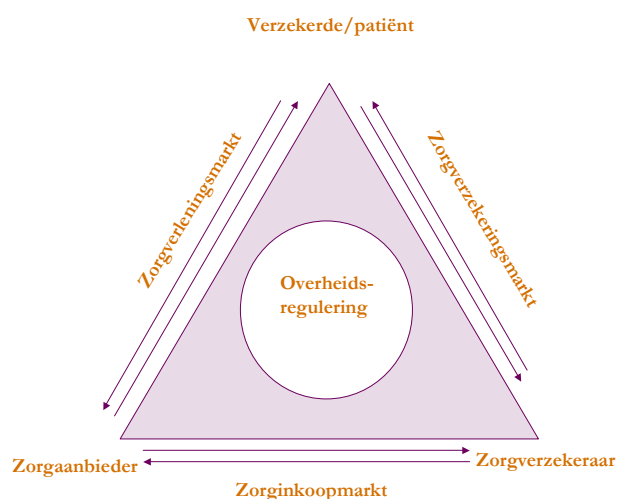 Verzekerde/patiënt
Zorgverleningsmarkt
Zorgverzekeringsmarkt
Overheids-
regulering
Zorgaanbieder
Zorgverzekeraar
Zorginkoopmarkt